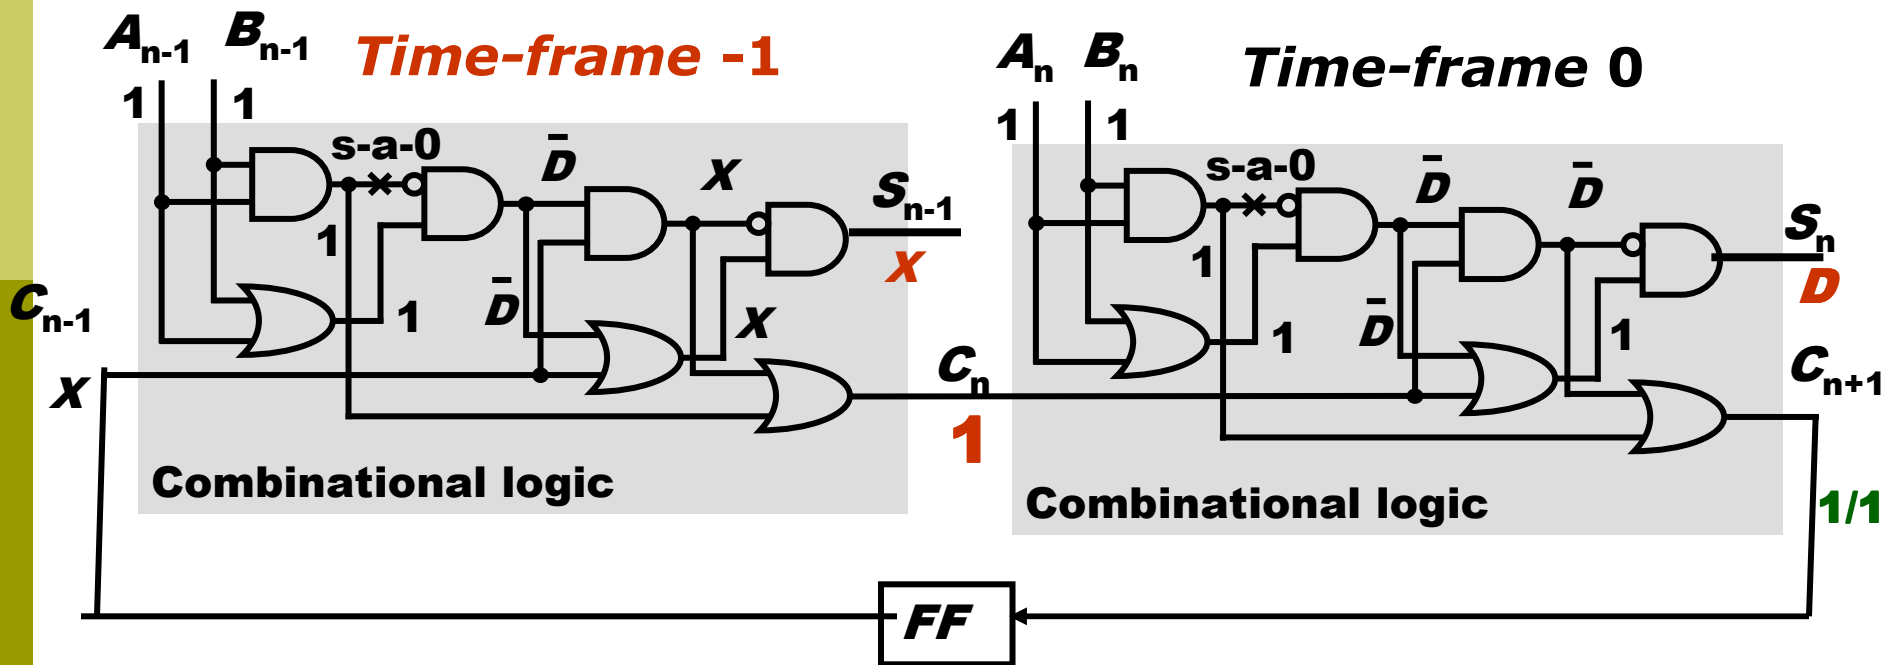 Aₙ₋₁ Bₙ₋₁ Time-frame -1
Aₙ Bₙ Time-frame 0
1 1
1 1
s-a-0 D̄ X Sₙ₋₁
s-a-0 D̄ D̄ Sₙ
1 D̄ X
1 D̄ D
Cₙ₋₁ 1 X
1 1
X Cₙ Cₙ₊₁
1
Combinational logic
Combinational logic 1/1
FF